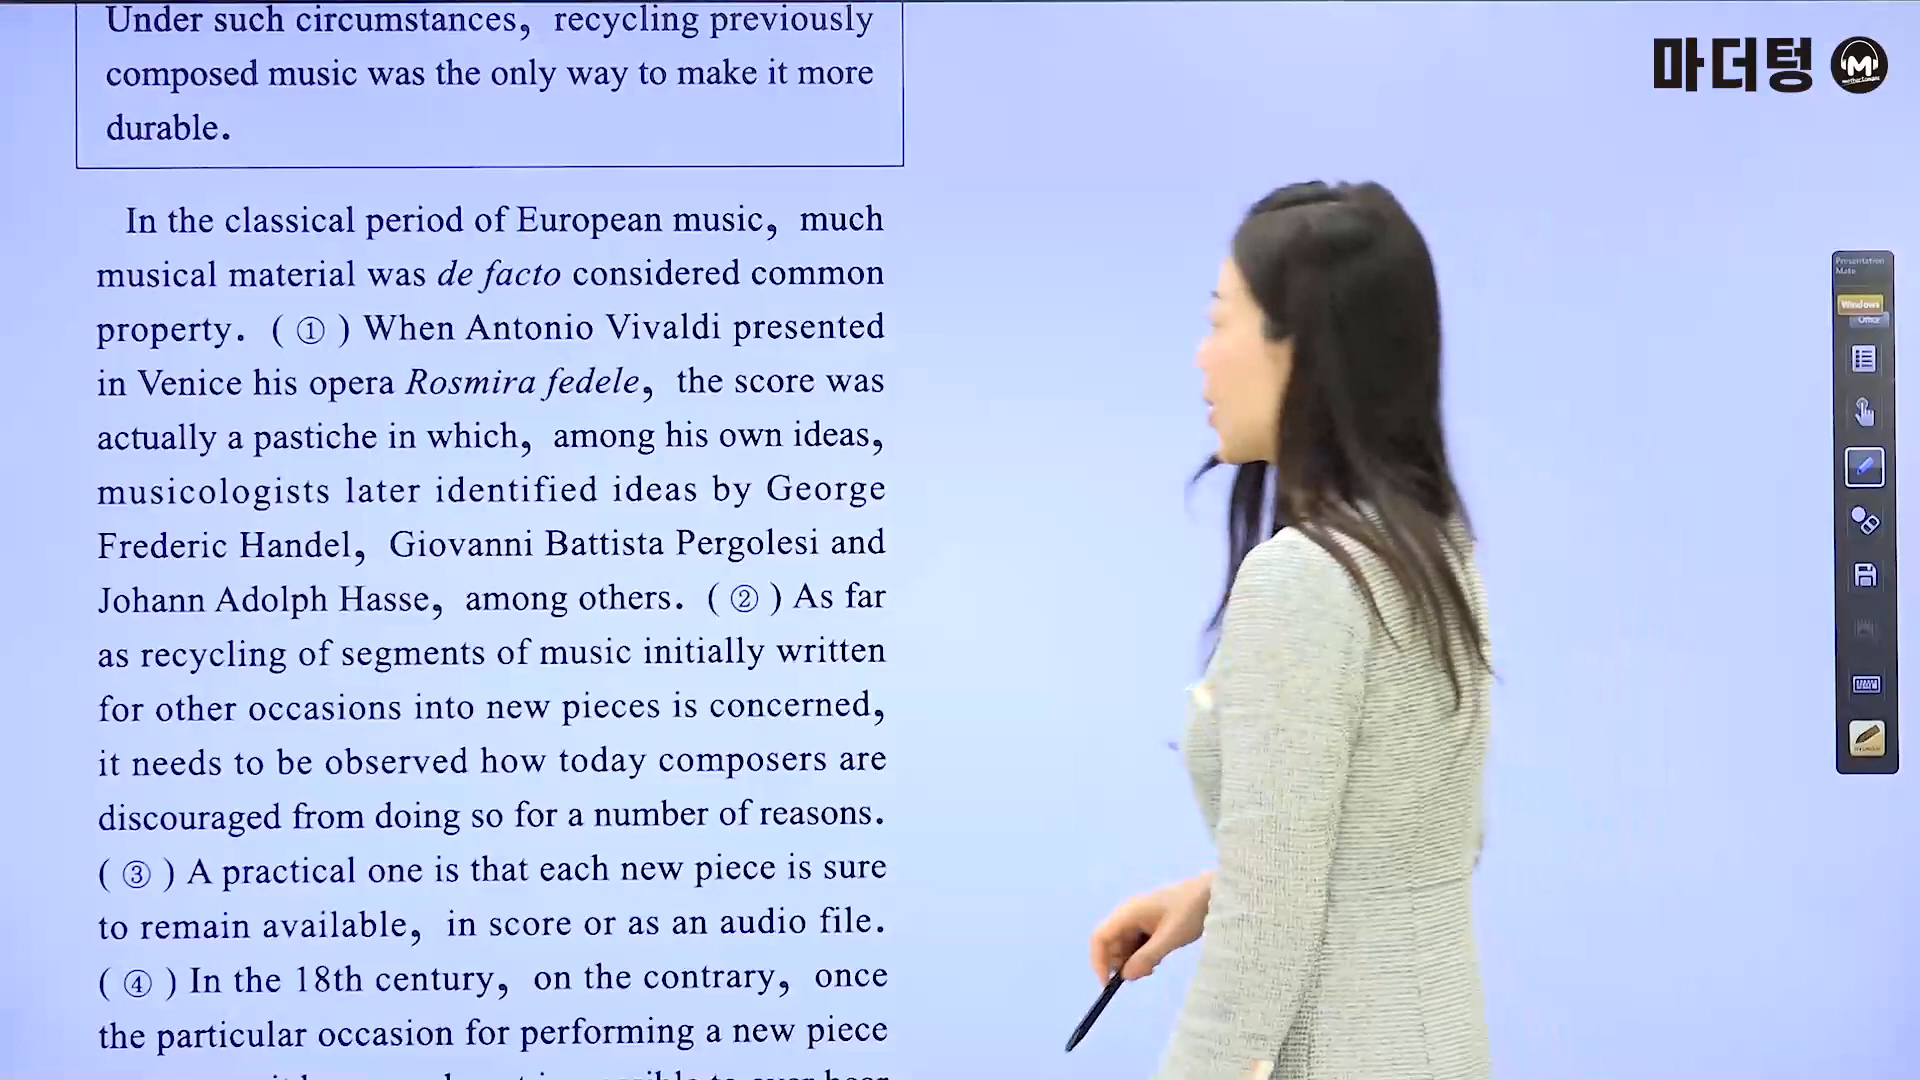 Under such circumstances, recycling previously
composed music was the only way to make it more
durable.
마더텅
M
In the classical period of European music, much
musical material was de facto considered common
property. ( ① ) When Antonio Vivaldi presented
in Venice his opera Rosmira fedele, the score was
actually a pastiche in which, among his own ideas,
musicologists later identified ideas by George
Frederic Handel, Giovanni Battista Pergolesi and
Johann Adolph Hasse, among others. ( ② ) As far
as recycling of segments of music initially written
for other occasions into new pieces is concerned,
it needs to be observed how today composers are
discouraged from doing so for a number of reasons.
( ③ ) A practical one is that each new piece is sure
to remain available, in score or as an audio file.
( ④ ) In the 18th century, on the contrary, once
the particular occasion for performing a new piece
Presentation
Mate
Windows
Office